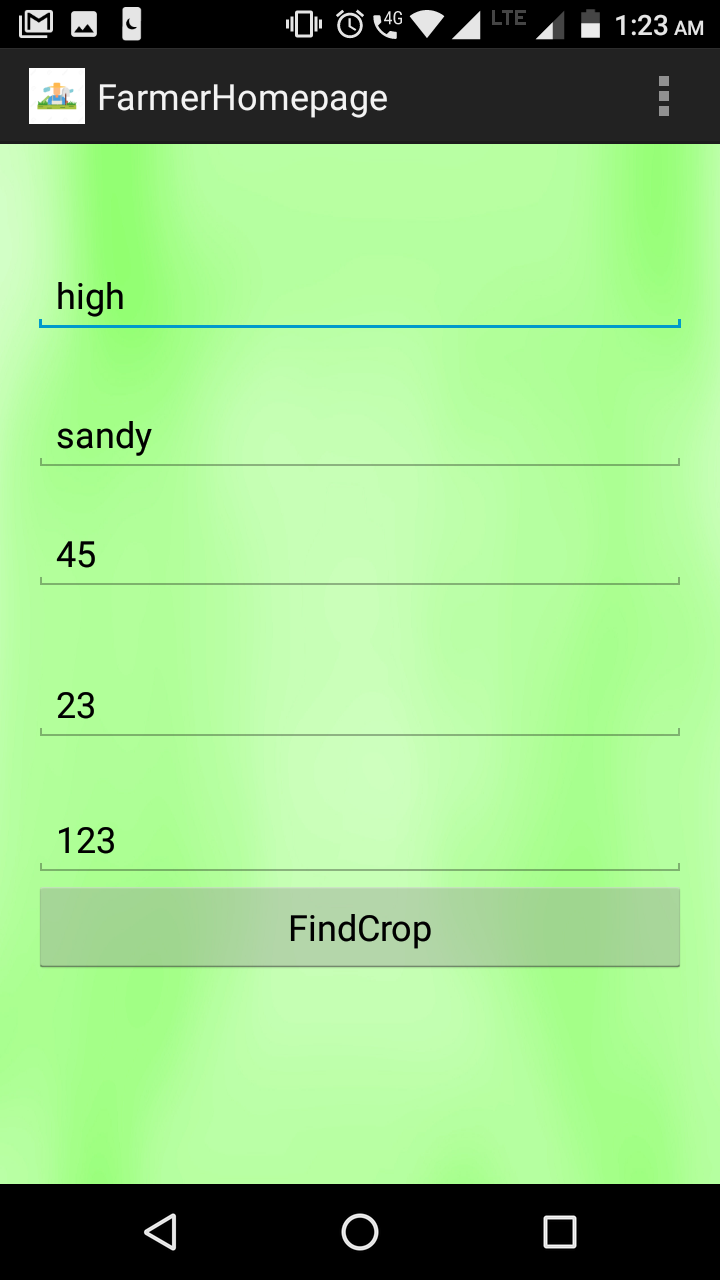 4G LTE 1:23 AM
FarmerHomepage
high
sandy
45
23
123
FindCrop